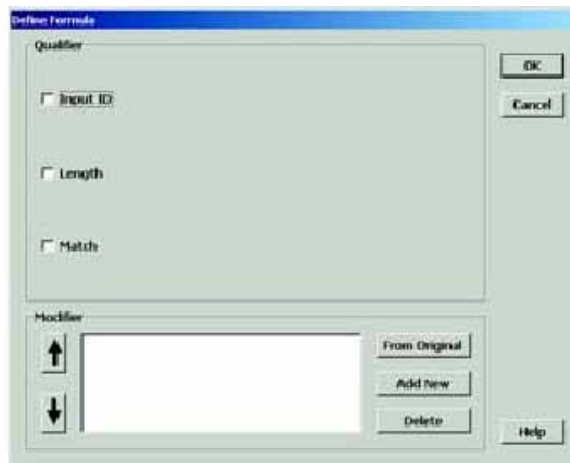 Define Formula
Qualifier
Input ID
Length
Match
OK
Cancel
Modifier
From Original
Add New
Delete
Help